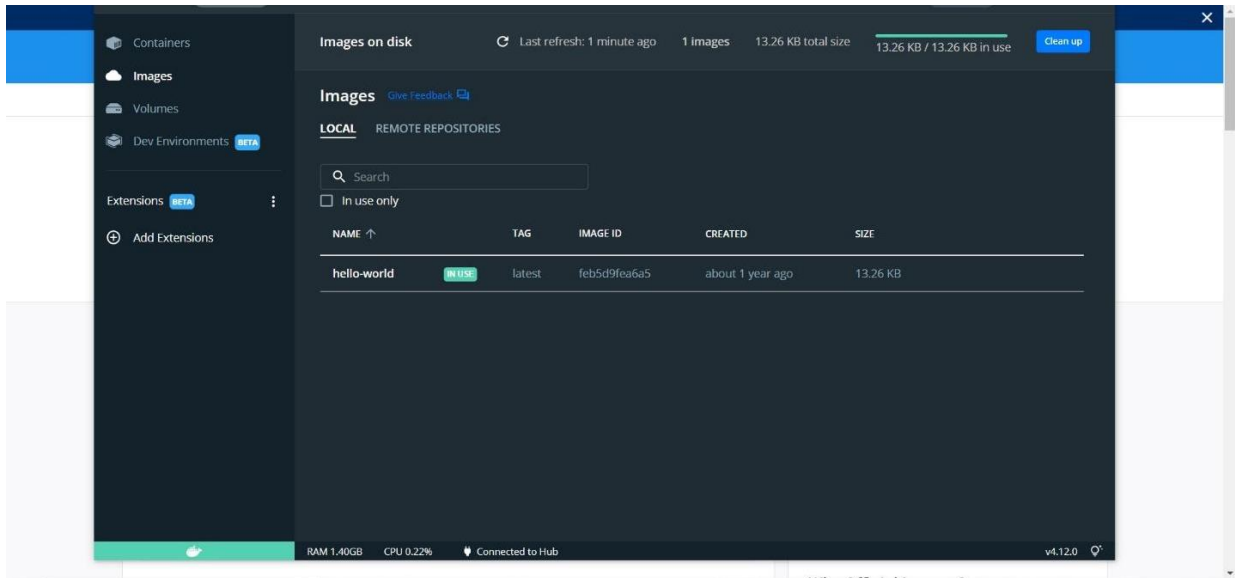 Containers
Images
Volumes
Dev Environments BETA
Extensions BETA
Add Extensions
Images on disk Last refresh: 1 minute ago 1 images 13.26 KB total size 13.26 KB / 13.26 KB in use Clean up
Images Give Feedback
LOCAL REMOTE REPOSITORIES
Search
In use only
NAME TAG IMAGE ID CREATED SIZE
hello-world IN USE latest feb5d9fea6a5 about 1 year ago 13.26 KB
RAM 1.40GB CPU 0.22% Connected to Hub v4.12.0